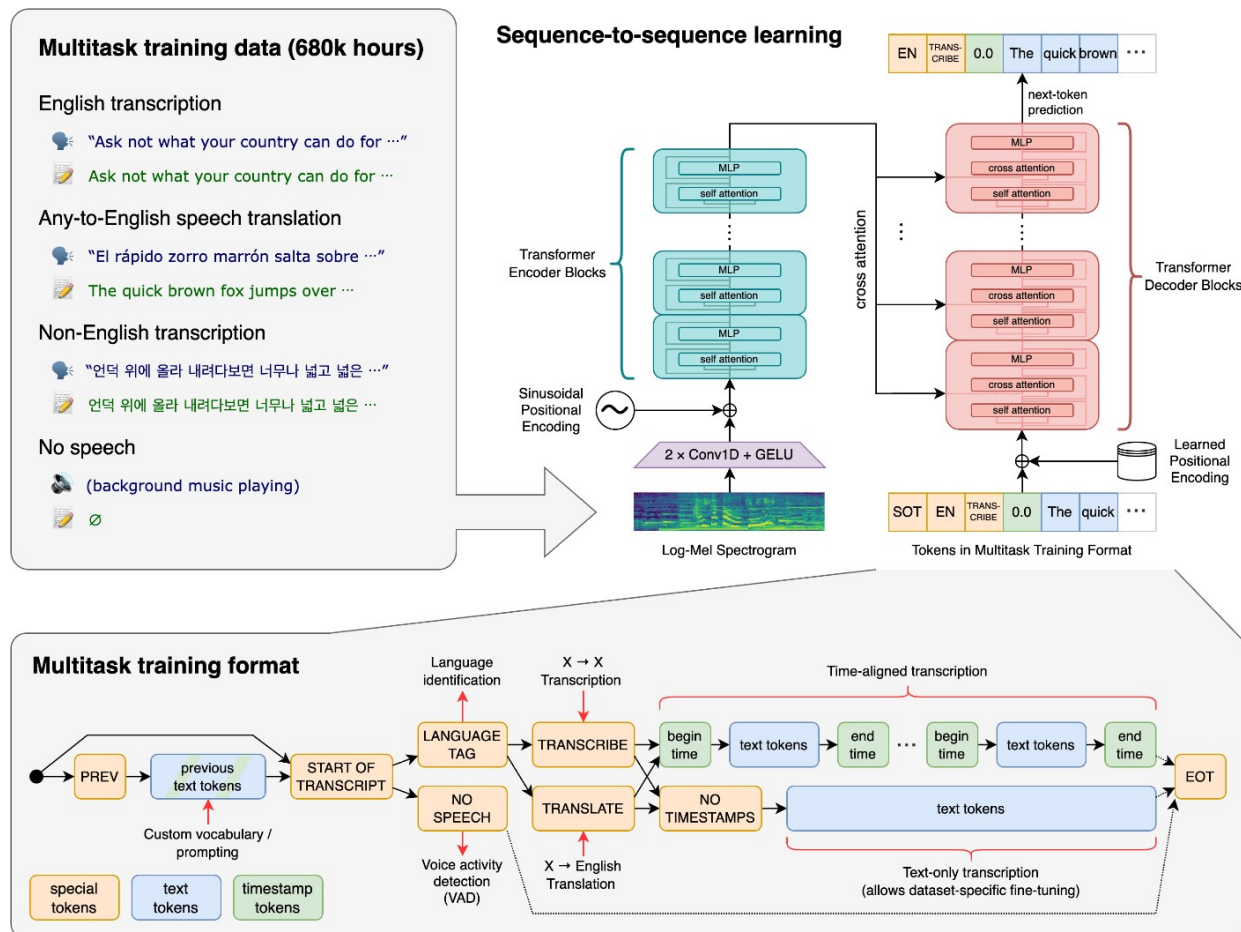 Multitask training data (680k hours)
English transcription
“Ask not what your country can do for ⋯”
Ask not what your country can do for ⋯
Any-to-English speech translation
“El rápido zorro marrón salta sobre ⋯”
The quick brown fox jumps over ⋯
Non-English transcription
“언덕 위에 올라 내려다보면 너무나 넓고 넓은 ⋯”
언덕 위에 올라 내려다보면 너무나 넓고 넓은 ⋯
No speech
(background music playing)
∅
Sequence-to-sequence learning
EN
TRANS-
CRIBE
0.0
The
quick
brown
⋯
next-token
prediction
MLP
self attention
MLP
self attention
MLP
self attention
Transformer
Encoder Blocks
cross attention
MLP
cross attention
self attention
MLP
cross attention
self attention
MLP
cross attention
self attention
Transformer
Decoder Blocks
Sinusoidal
Positional
Encoding
2 × Conv1D + GELU
Log-Mel Spectrogram
Learned
Positional
Encoding
SOT
EN
TRANS-
CRIBE
0.0
The
quick
⋯
Tokens in Multitask Training Format
Multitask training format
Language
identification
X → X
Transcription
Time-aligned transcription
PREV
previous
text tokens
START OF
TRANSCRIPT
LANGUAGE
TAG
TRANSCRIBE
begin
time
text tokens
end
time
⋯
begin
time
text tokens
end
time
EOT
NO
SPEECH
TRANSLATE
NO
TIMESTAMPS
text tokens
Custom vocabulary /
prompting
Voice activity
detection
(VAD)
X → English
Translation
Text-only transcription
(allows dataset-specific fine-tuning)
special
tokens
text
tokens
timestamp
tokens